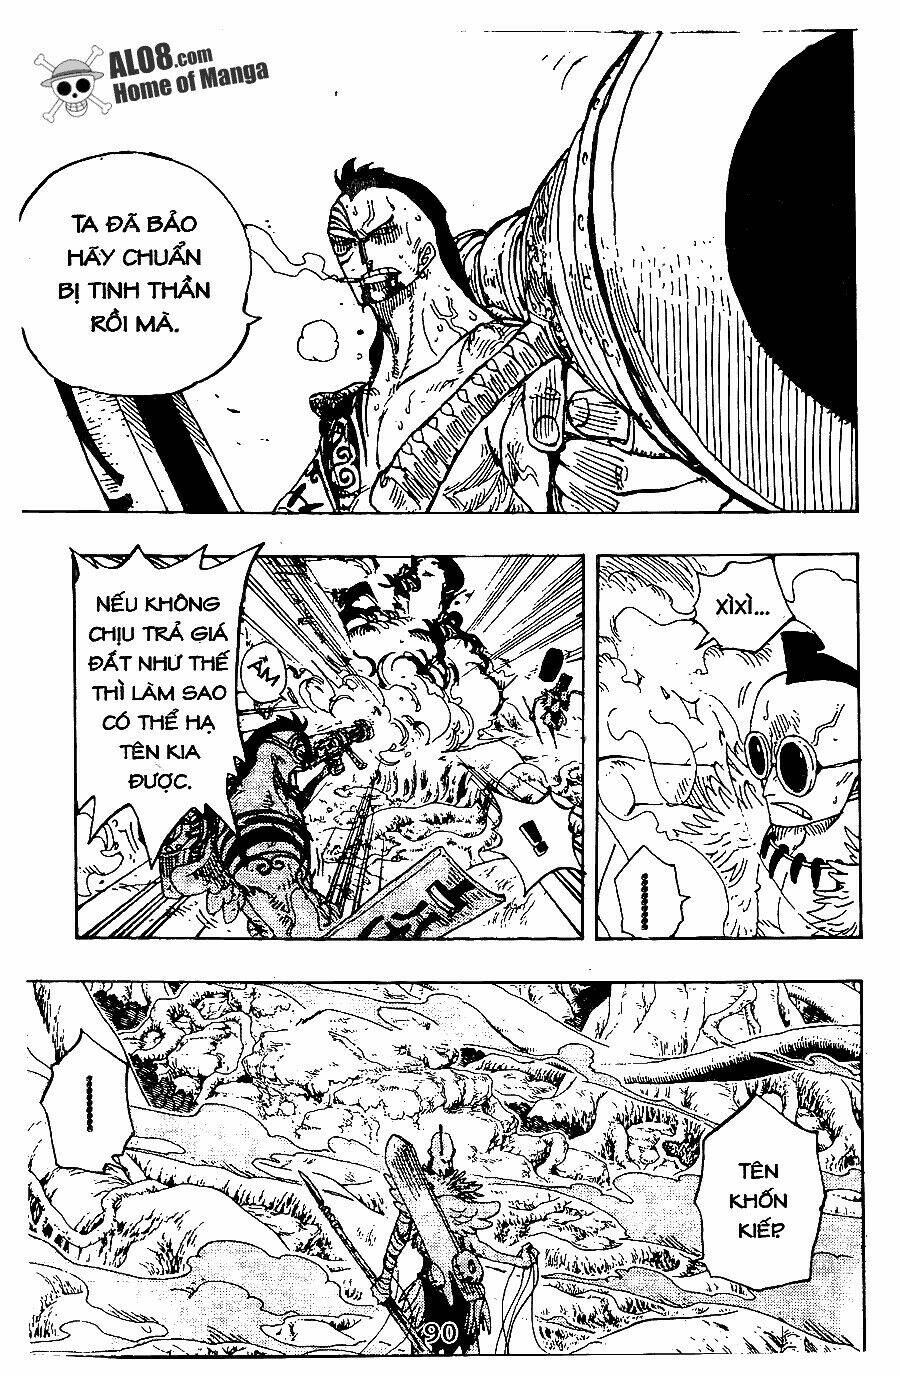 AL08.com
Home of Manga
TA ĐÃ BẢO
HÃY CHUẨN
BỊ TINH THẦN
RỒI MÀ.
NẾU KHÔNG
CHỊU TRẢ GIÁ
ĐẮT NHƯ THẾ
THÌ LÀM SAO
CÓ THỂ HẠ
TÊN KIA
ĐƯỢC.
ẦM
!!
XÌXÌ...
..........
..........
TÊN
KHỐN
KIẾP?
90